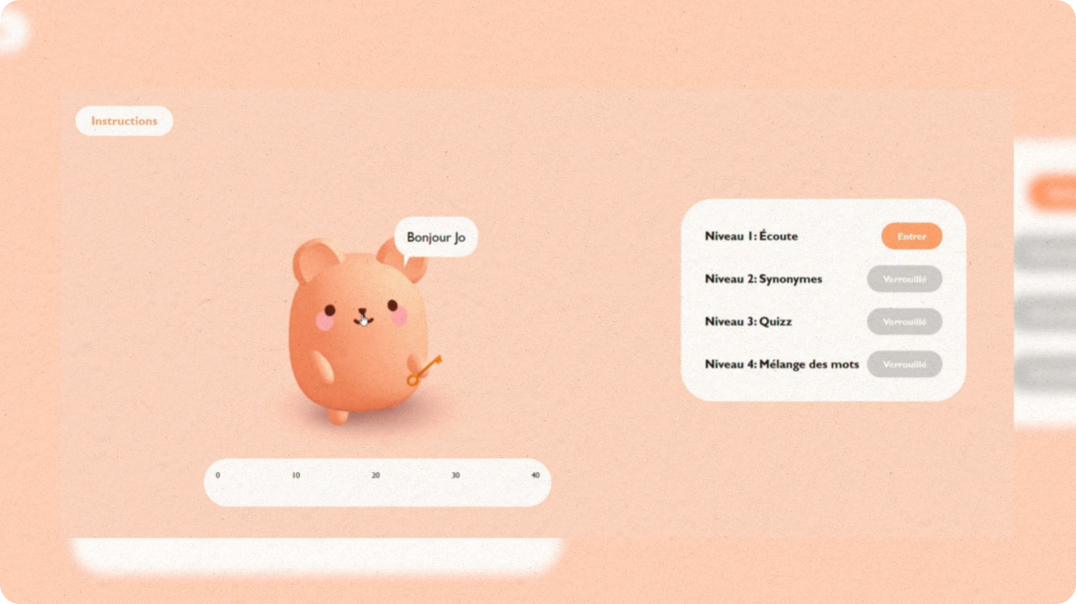 Instructions
Bonjour Jo
Niveau 1: Écoute
Entrer
Niveau 2: Synonymes
Verrouillé
Niveau 3: Quizz
Verrouillé
Niveau 4: Mélange des mots
Verrouillé
0 10 20 30 40